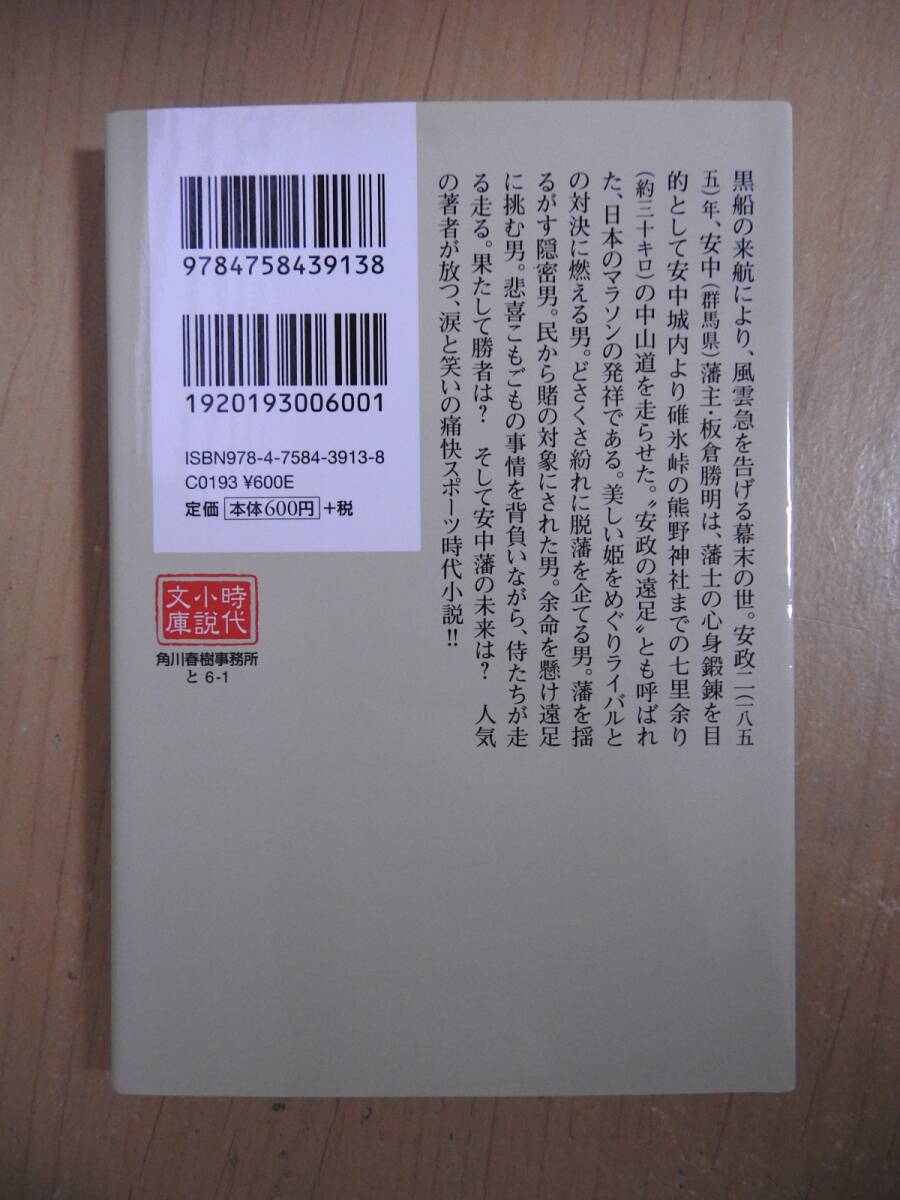 黒船の来航により、風雲急を告げる幕末の世。安政二(一八五
五)年、安中(群馬県)藩主・板倉勝明は、藩士の心身鍛錬を目
的として安中城内より碓氷峠の熊野神社までの七里余り
(約三十キロ)の中山道を走らせた。〝安政の遠足〟とも呼ばれ
た、日本のマラソンの発祥である。美しい姫をめぐりライバルと
の対決に燃える男。どさくさ紛れに脱藩を企てる男。藩を揺
るがす隠密男。民から賭の対象にされた男。余命を懸け遠足
に挑む男。悲喜こもごもの事情を背負いながら、侍たちが走
る走る。果たして勝者は? そして安中藩の未来は? 人気
の著者が放つ、涙と笑いの痛快スポーツ時代小説!!
9784758439138
1920193006001
ISBN978-4-7584-3913-8
C0193 ¥600E
定価 本体600円 +税
時代
小説
文庫
角川春樹事務所
と 6-1